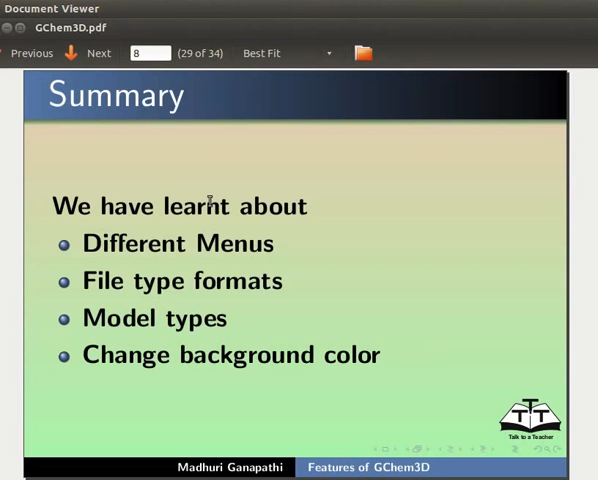 Document Viewer
GChem3D.pdf
Previous Next 8 (29 of 34) Best Fit
Summary
We have learnt about
Different Menus
File type formats
Model types
Change background color
TTT
Talk to a Teacher
Madhuri Ganapathi Features of GChem3D